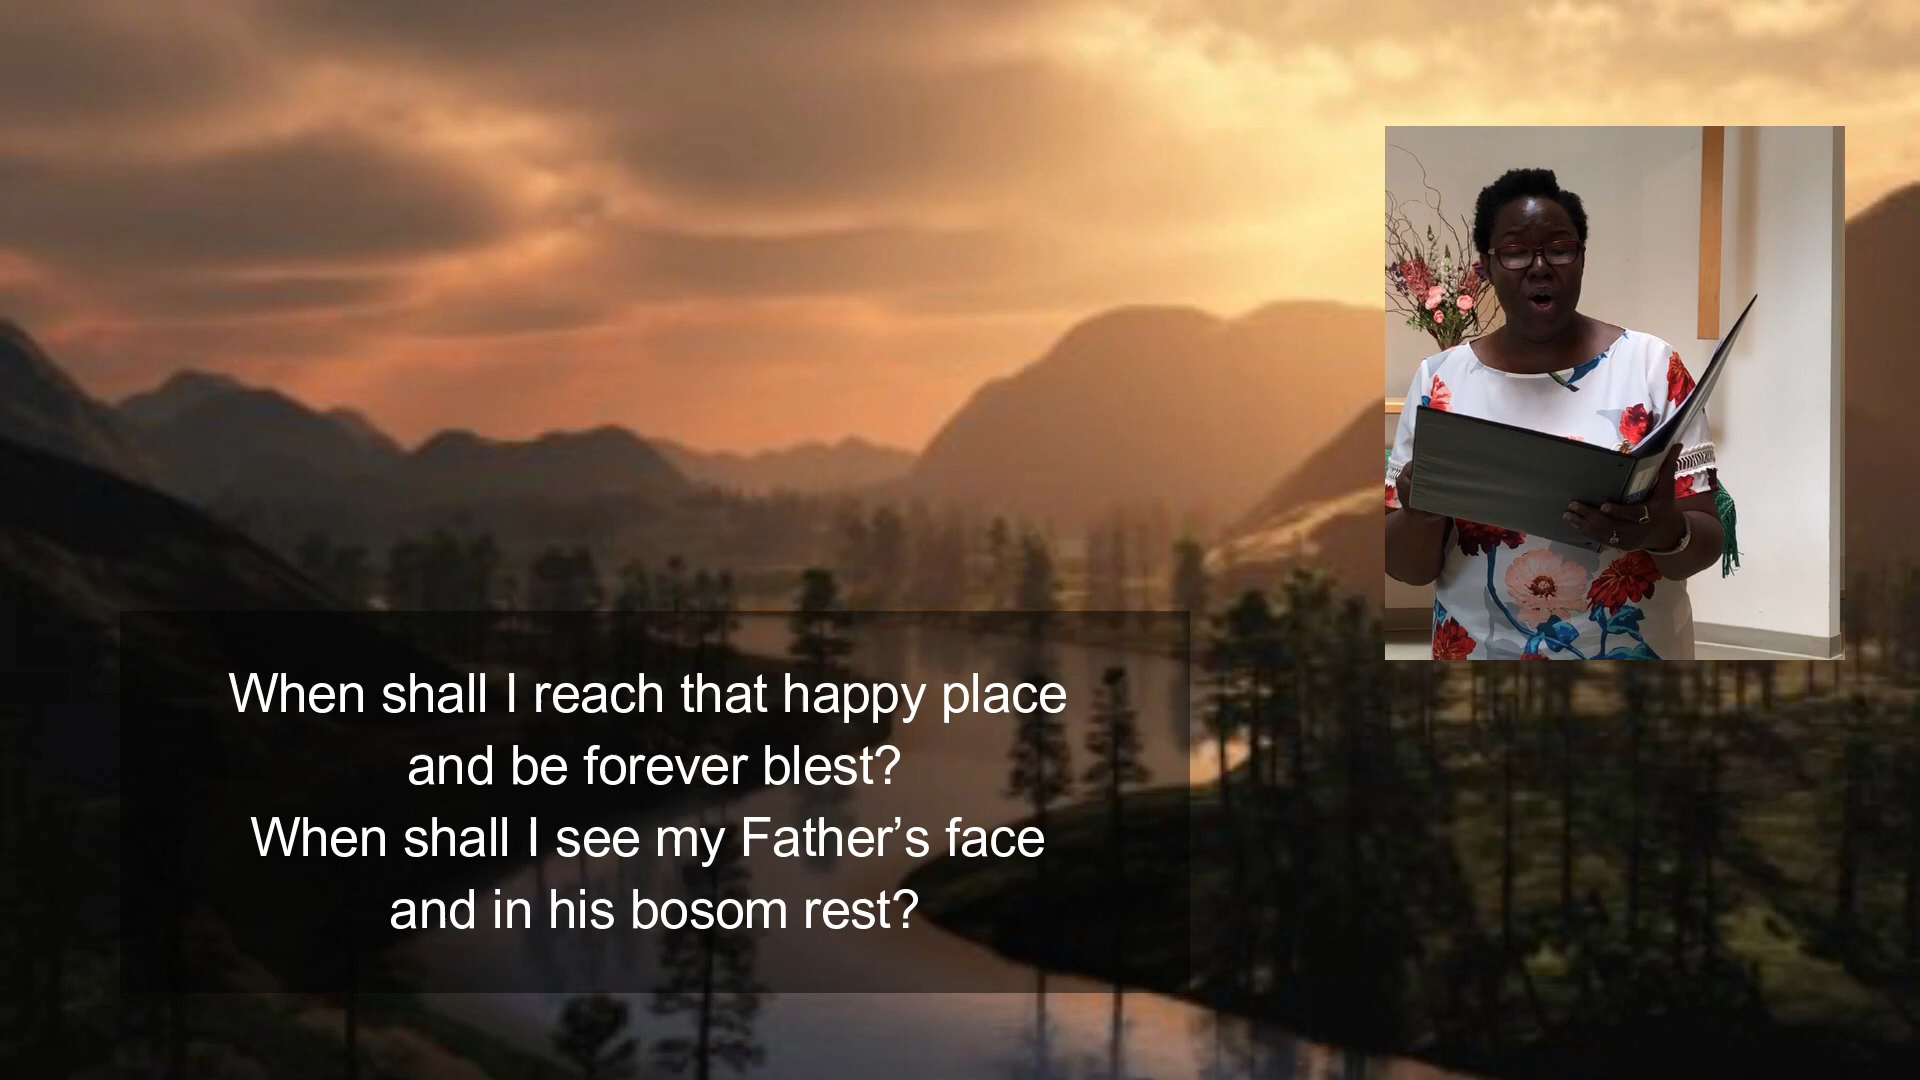 When shall I reach that happy place
and be forever blest?
When shall I see my Father’s face
and in his bosom rest?